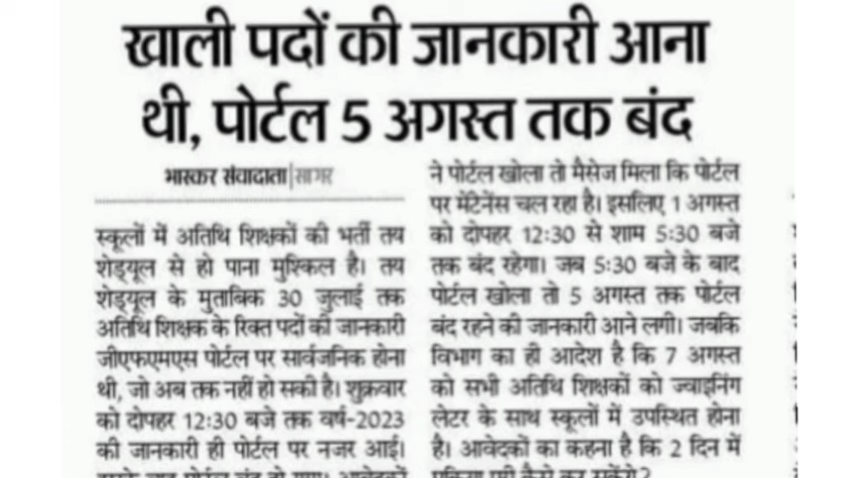 खाली पदों की जानकारी आना
थी, पोर्टल 5 अगस्त तक बंद
भास्कर संवाददाता|सागर
स्कूलों में अतिथि शिक्षकों की भर्ती तय
शेड्यूल से हो पाना मुश्किल है। तय
शेड्यूल के मुताबिक 30 जुलाई तक
अतिथि शिक्षक के रिक्त पदों की जानकारी
जीएफएमएस पोर्टल पर सार्वजनिक होना
थी, जो अब तक नहीं हो सकी है। शुक्रवार
को दोपहर 12:30 बजे तक वर्ष-2023
की जानकारी ही पोर्टल पर नजर आई।
ने पोर्टल खोला तो मैसेज मिला कि पोर्टल
पर मेंटेनेंस चल रहा है। इसलिए 1 अगस्त
को दोपहर 12:30 से शाम 5:30 बजे
तक बंद रहेगा। जब 5:30 बजे के बाद
पोर्टल खोला तो 5 अगस्त तक पोर्टल
बंद रहने की जानकारी आने लगी। जबकि
विभाग का ही आदेश है कि 7 अगस्त
को सभी अतिथि शिक्षकों को ज्वाइनिंग
लेटर के साथ स्कूलों में उपस्थित होना
है। आवेदकों का कहना है कि 2 दिन में